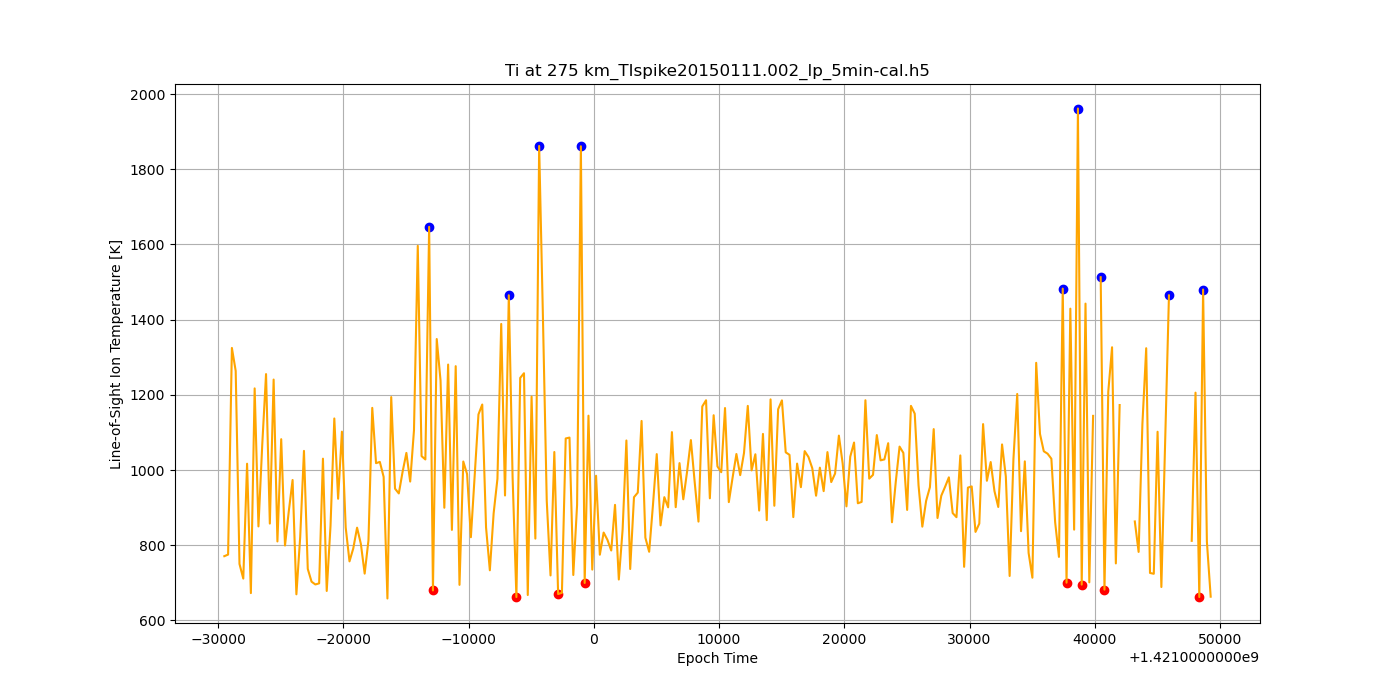 Ti at 275 km_TIspike20150111.002_lp_5min-cal.h5
Line-of-Sight Ion Temperature [K]
2000
1800
1600
1400
1200
1000
800
600
−30000 −20000 −10000 0 10000 20000 30000 40000 50000
Epoch Time
+1.4210000000e9